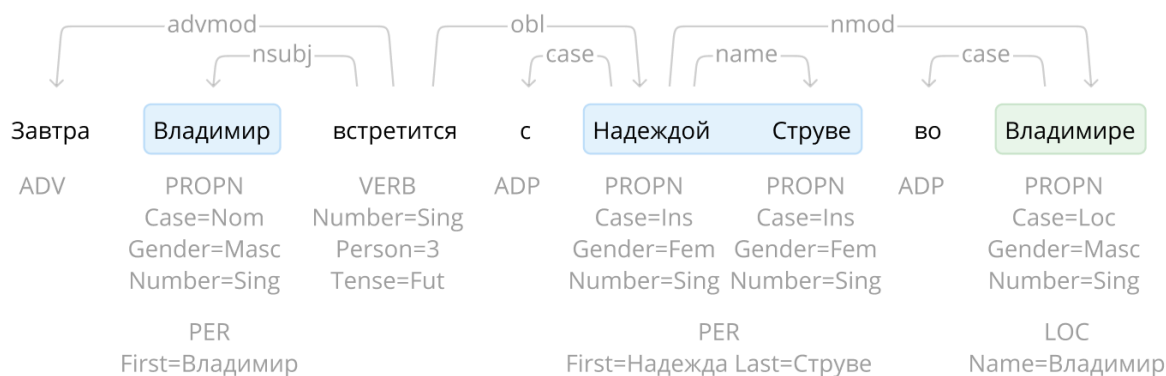 advmod obl nmod
nsubj case name case
Завтра Владимир встретится с Надеждой Струве во Владимире
ADV PROPN VERB ADP PROPN PROPN ADP PROPN
Case=Nom Number=Sing Case=Ins Case=Ins Case=Loc
Gender=Masc Person=3 Gender=Fem Gender=Fem Gender=Masc
Number=Sing Tense=Fut Number=Sing Number=Sing Number=Sing
PER PER LOC
First=Владимир First=Надежда Last=Струве Name=Владимир